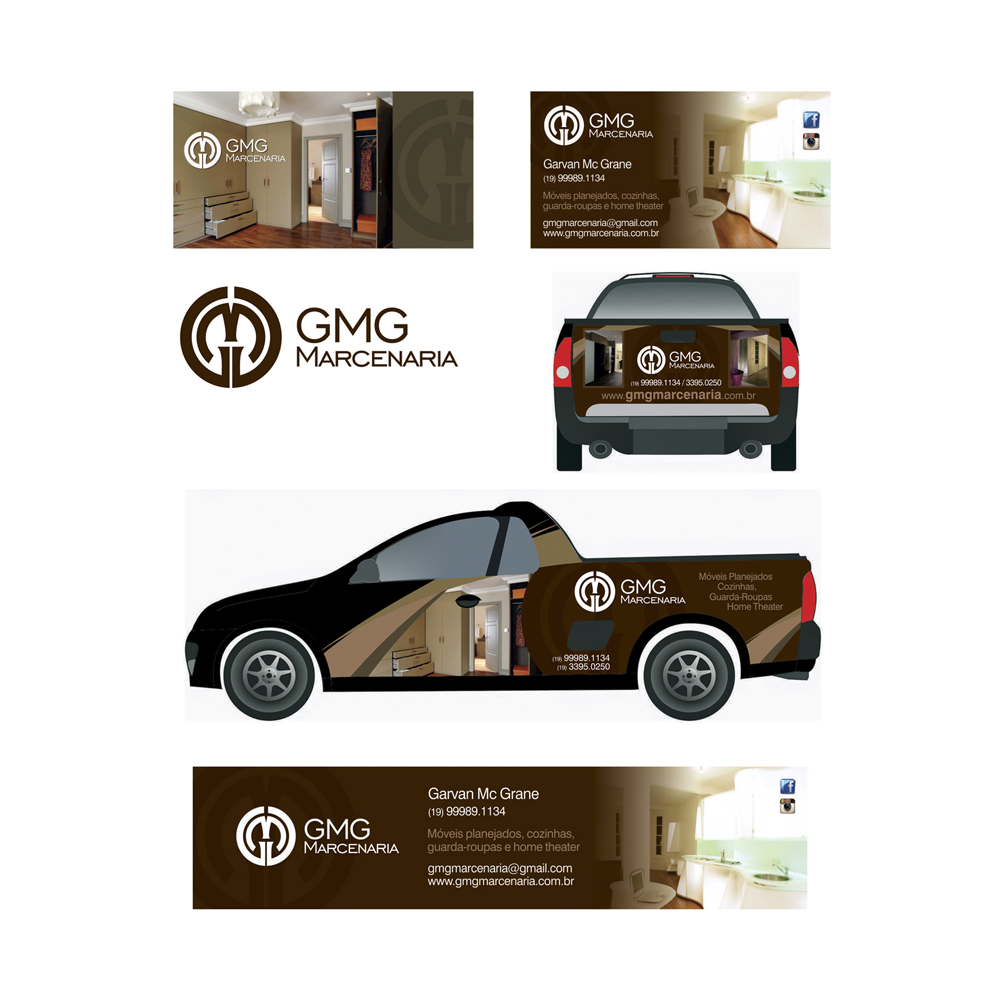 GMG
MARCENARIA
GMG
MARCENARIA
Garvan Mc Grane
(19) 99989.1134
Móveis planejados, cozinhas,
guarda-roupas e home theater
gmgmarcenaria@gmail.com
www.gmgmarcenaria.com.br
GMG
MARCENARIA
GMG
MARCENARIA
(19) 99989.1134 / 3395.0250
www.gmgmarcenaria.com.br
GMG
MARCENARIA
Móveis Planejados
Cozinhas,
Guarda-Roupas
Home Theater
(19) 99989.1134
(19) 3395.0250
GMG
MARCENARIA
Garvan Mc Grane
(19) 99989.1134
Móveis planejados, cozinhas,
guarda-roupas e home theater
gmgmarcenaria@gmail.com
www.gmgmarcenaria.com.br